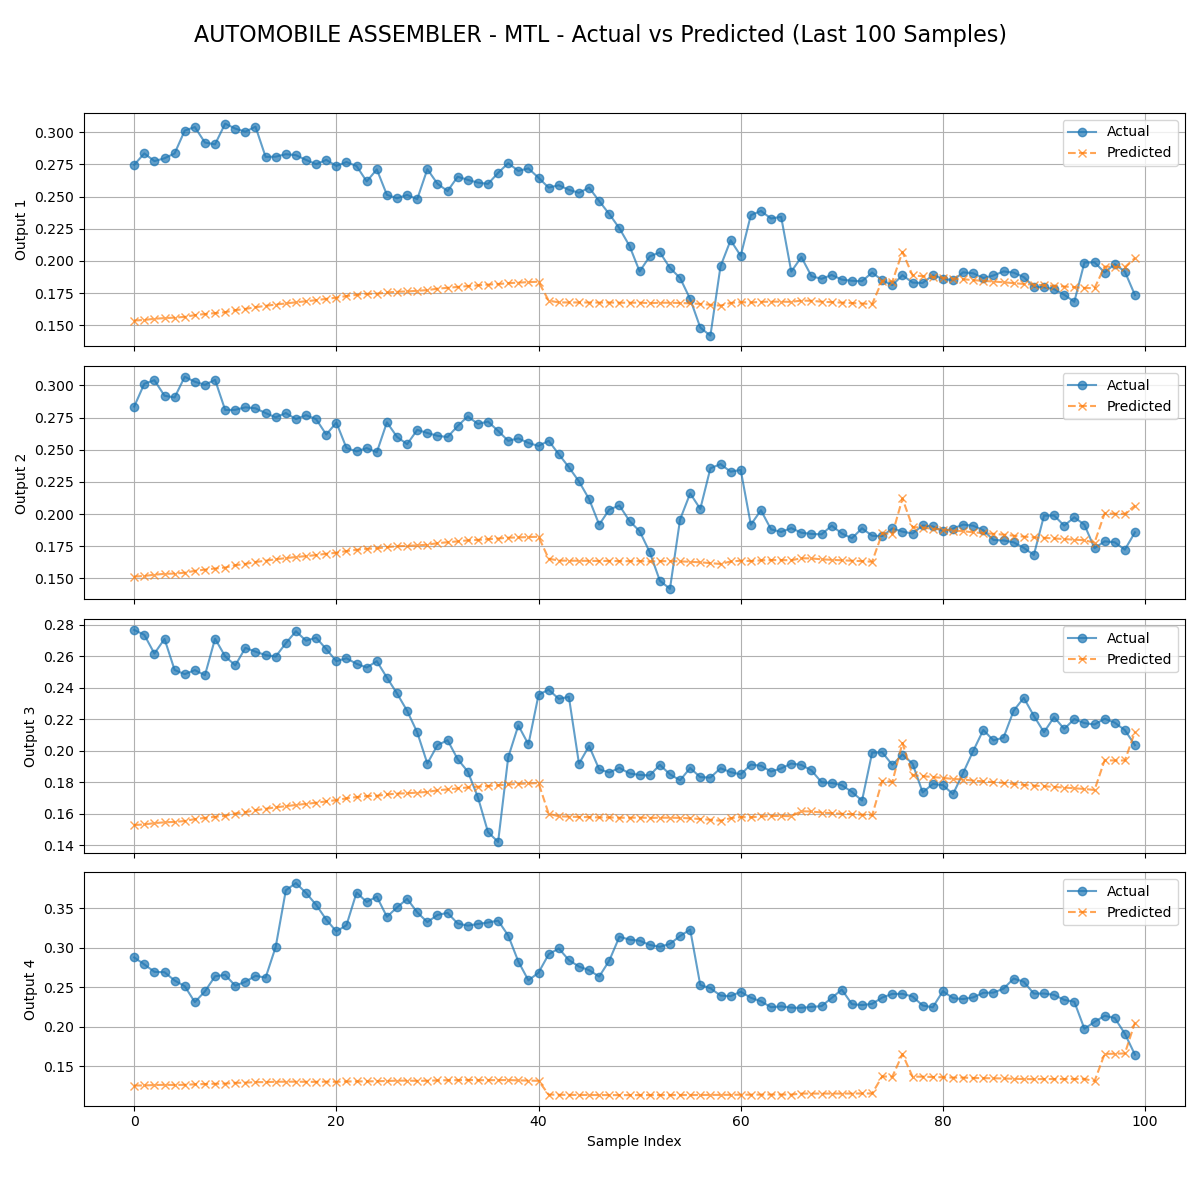 AUTOMOBILE ASSEMBLER - MTL - Actual vs Predicted (Last 100 Samples)
0.300
0.275
0.250
0.225
0.200
0.175
0.150
Output 1
Actual
Predicted
0.300
0.275
0.250
0.225
0.200
0.175
0.150
Output 2
Actual
Predicted
0.28
0.26
0.24
0.22
0.20
0.18
0.16
0.14
Output 3
Actual
Predicted
0.35
0.30
0.25
0.20
0.15
Output 4
Actual
Predicted
0 20 40 60 80 100
Sample Index